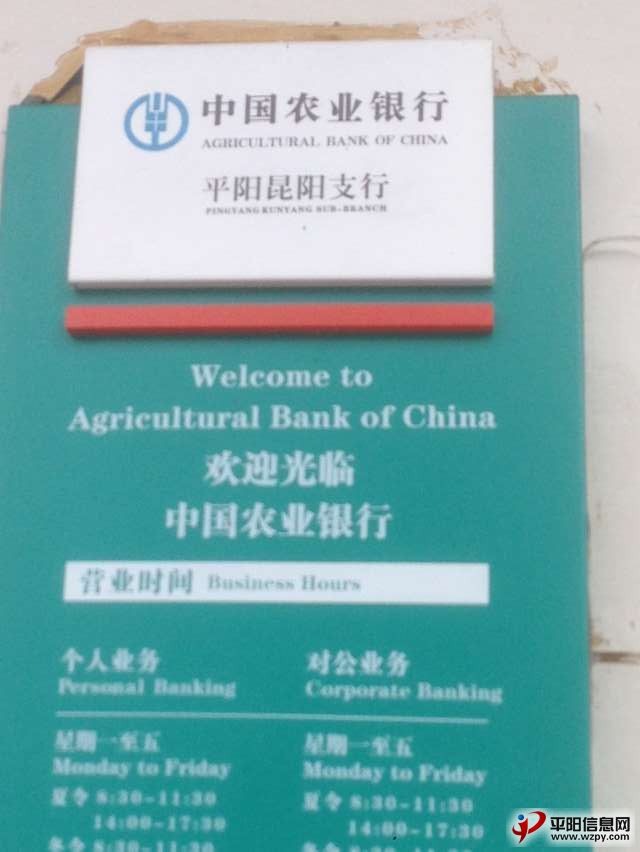 中国农业银行
AGRICULTURAL BANK OF CHINA
平阳昆阳支行
PINGYANG KUNYANG SUB-BRANCH
Welcome to
Agricultural Bank of China
欢迎光临
中国农业银行
营业时间 Business Hours
个人业务 对公业务
Personal Banking Corporate Banking
星期一至五 星期一至五
Monday to Friday Monday to Friday
夏令 8:30-11:30 夏令 8:30-11:30
14:00-17:30 14:00-17:30
冬令 冬令
平阳信息网
www.wzpy.com